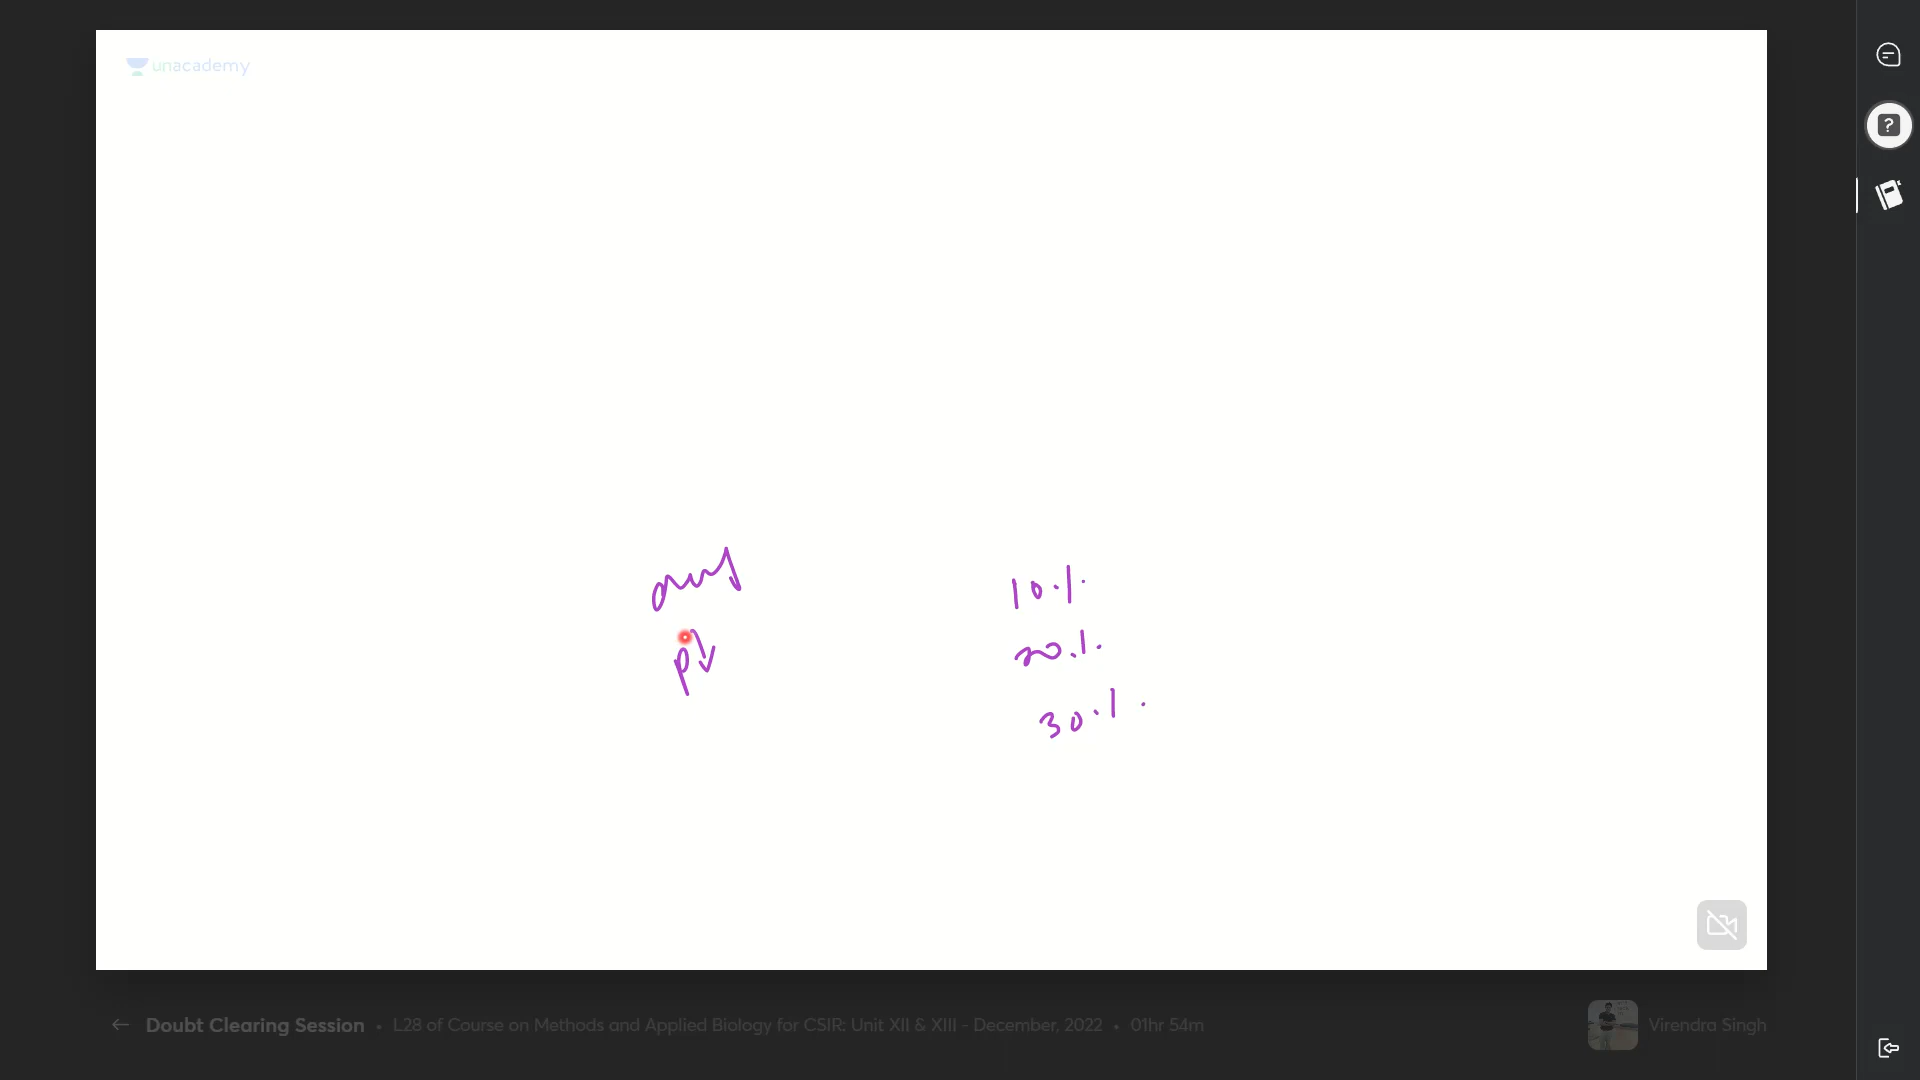 unacademy
10%
20%
30%
Doubt Clearing Session • L28 of Course on Methods and Applied Biology for CSIR: Unit XII & XIII - December, 2022 • 01hr 54m
Virendra Singh